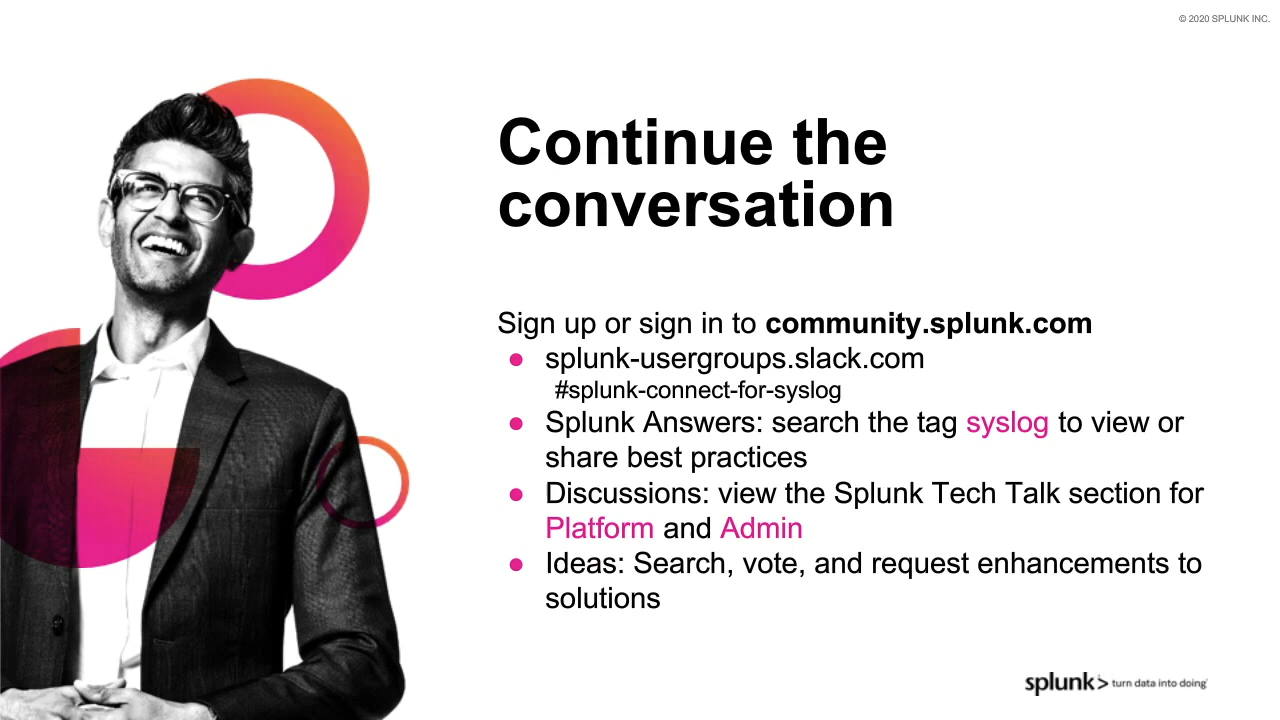 © 2020 SPLUNK INC.
Continue the
conversation
Sign up or sign in to community.splunk.com
● splunk-usergroups.slack.com
#splunk-connect-for-syslog
● Splunk Answers: search the tag syslog to view or
share best practices
● Discussions: view the Splunk Tech Talk section for
Platform and Admin
● Ideas: Search, vote, and request enhancements to
solutions
splunk> turn data into doing